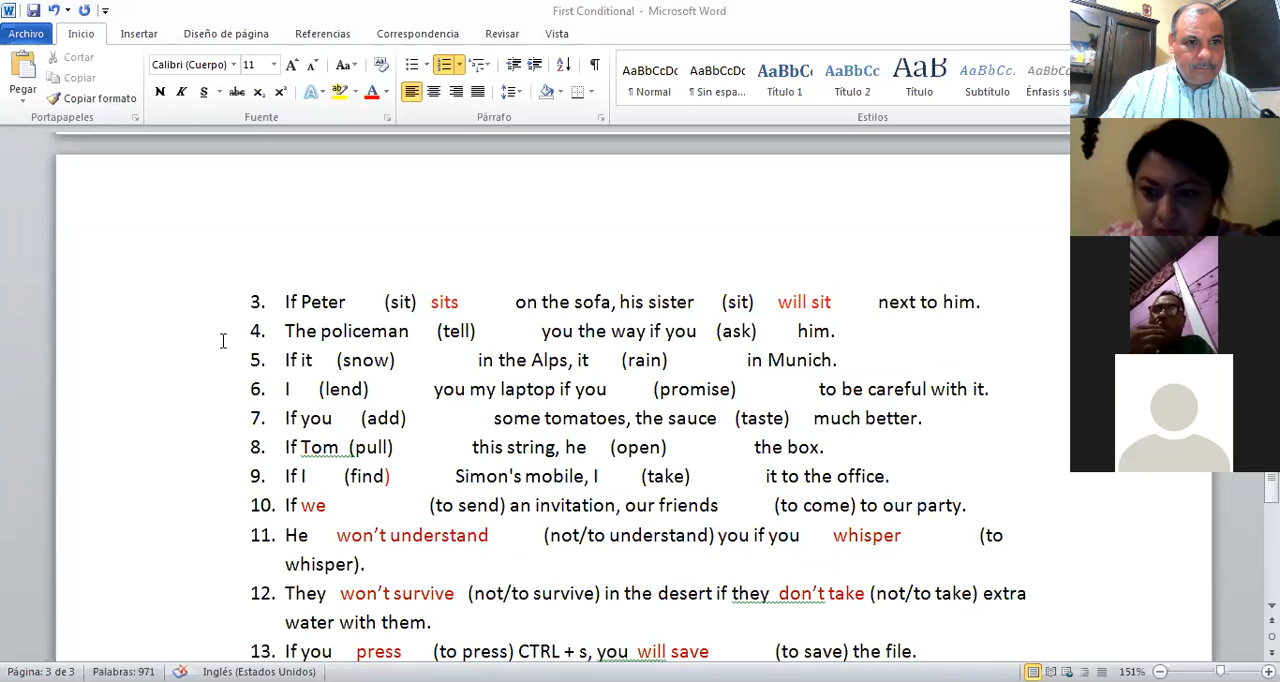 First Conditional - Microsoft Word
Archivo Inicio Insertar Diseño de página Referencias Correspondencia Revisar Vista
Pegar
Cortar
Copiar
Copiar formato
Portapapeles
Calibri (Cuerpo) 11
Fuente
Párrafo
AaBbCcDc AaBbCcDc AaBbC AaBbCc AaB AaBbCc. AaBbCcDc
¶ Normal ¶ Sin espa... Título 1 Título 2 Título Subtítulo Énfasis su
Estilos
3. If Peter (sit) sits on the sofa, his sister (sit) will sit next to him.
4. The policeman (tell) you the way if you (ask) him.
5. If it (snow) in the Alps, it (rain) in Munich.
6. I (lend) you my laptop if you (promise) to be careful with it.
7. If you (add) some tomatoes, the sauce (taste) much better.
8. If Tom (pull) this string, he (open) the box.
9. If I (find) Simon's mobile, I (take) it to the office.
10. If we (to send) an invitation, our friends (to come) to our party.
11. He won't understand (not/to understand) you if you whisper (to
whisper).
12. They won't survive (not/to survive) in the desert if they don't take (not/to take) extra
water with them.
13. If you press (to press) CTRL + s, you will save (to save) the file.
Página: 3 de 3 Palabras: 971 Inglés (Estados Unidos) 151%